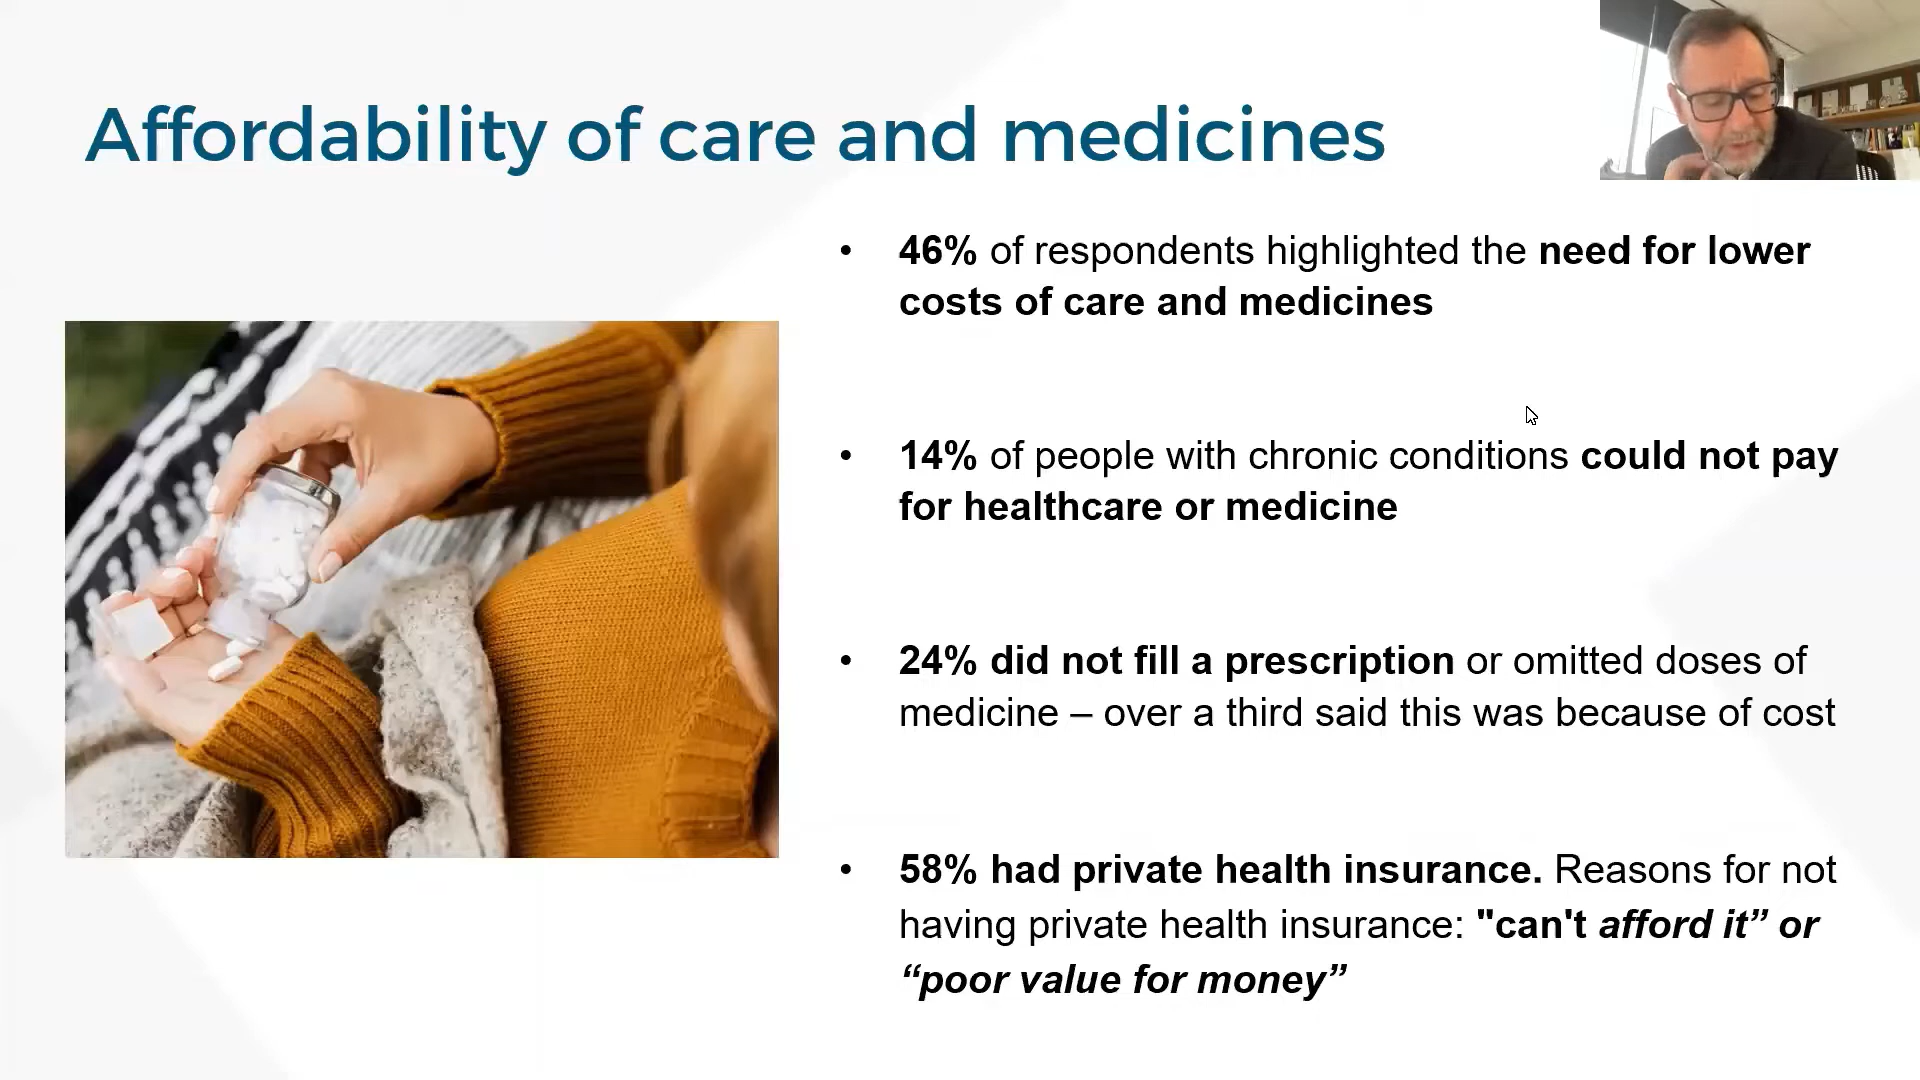 Affordability of care and medicines
• 46% of respondents highlighted the need for lower
costs of care and medicines
• 14% of people with chronic conditions could not pay
for healthcare or medicine
• 24% did not fill a prescription or omitted doses of
medicine – over a third said this was because of cost
• 58% had private health insurance. Reasons for not
having private health insurance: "can't afford it” or
“poor value for money”